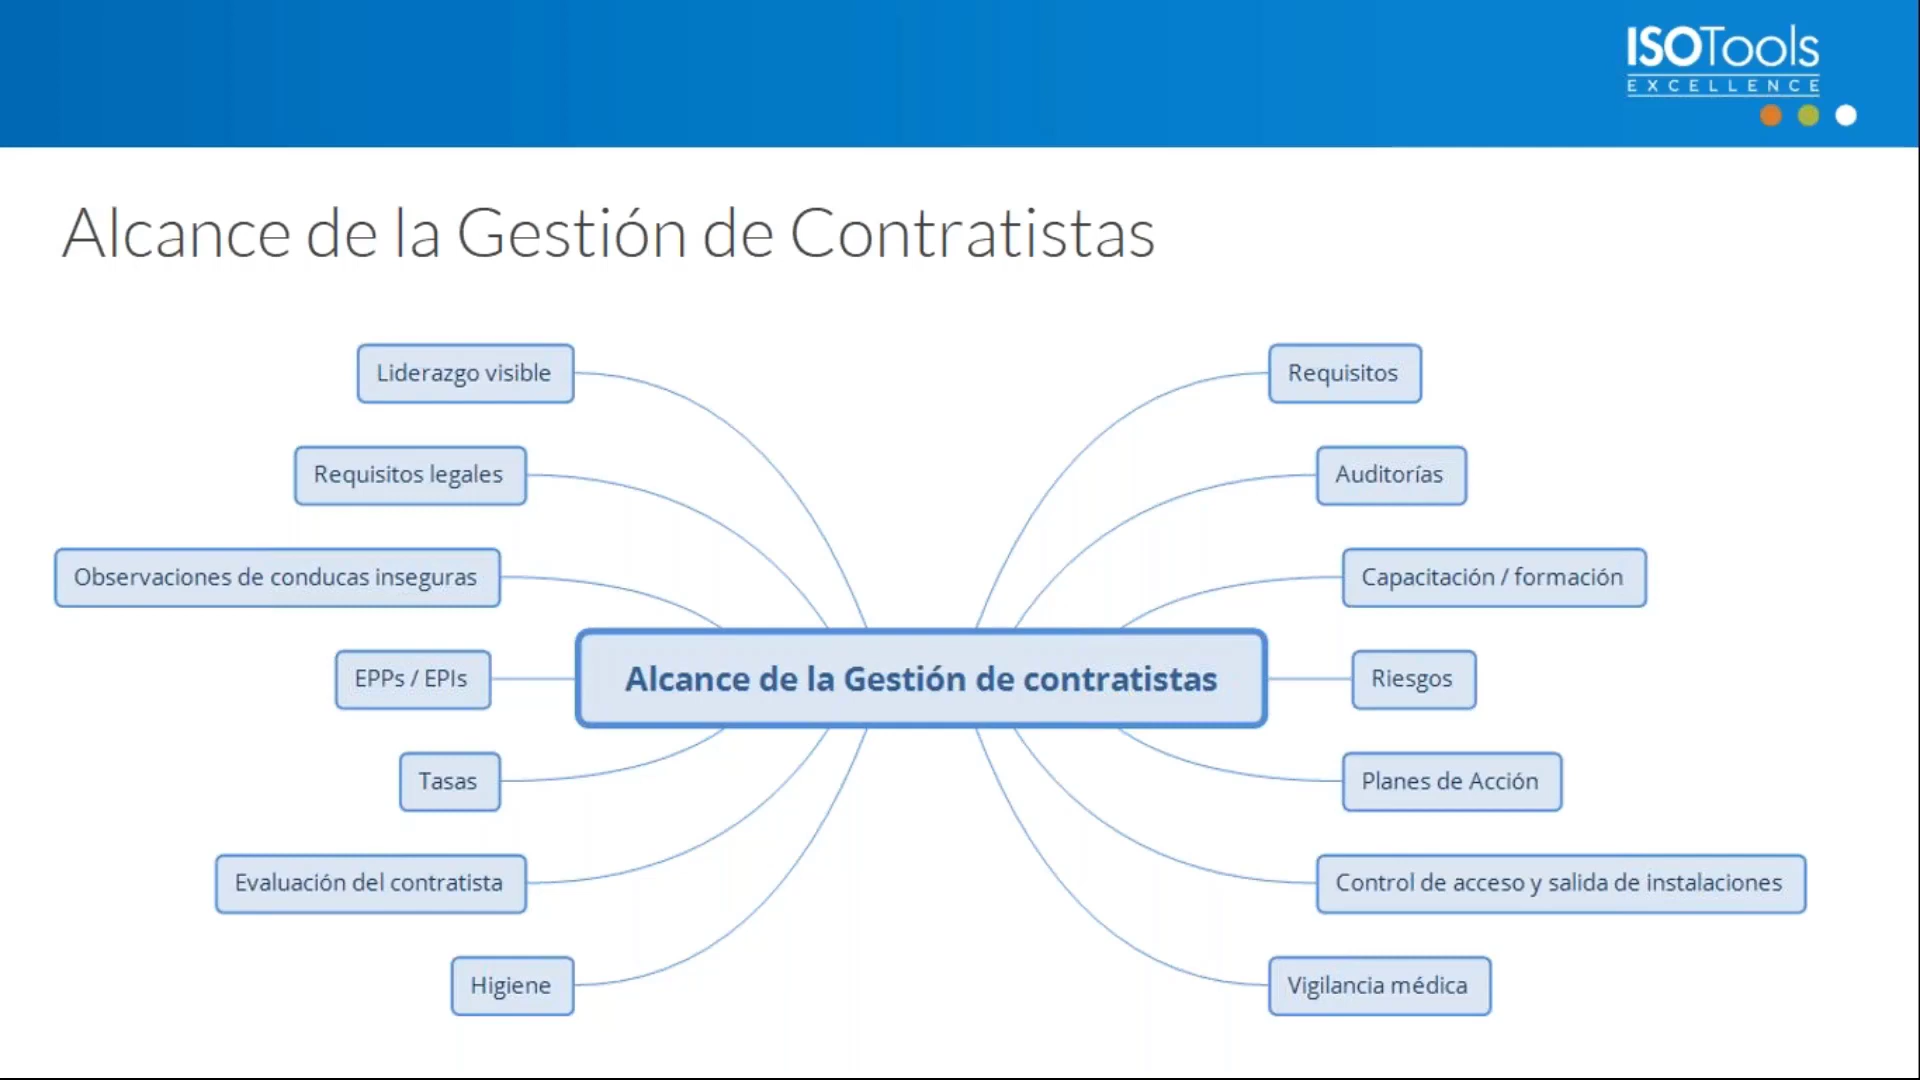 ISOTools
EXCELLENCE
Alcance de la Gestión de Contratistas
Liderazgo visible
Requisitos legales
Observaciones de conducas inseguras
EPPs / EPIs
Tasas
Evaluación del contratista
Higiene
Alcance de la Gestión de contratistas
Requisitos
Auditorías
Capacitación / formación
Riesgos
Planes de Acción
Control de acceso y salida de instalaciones
Vigilancia médica